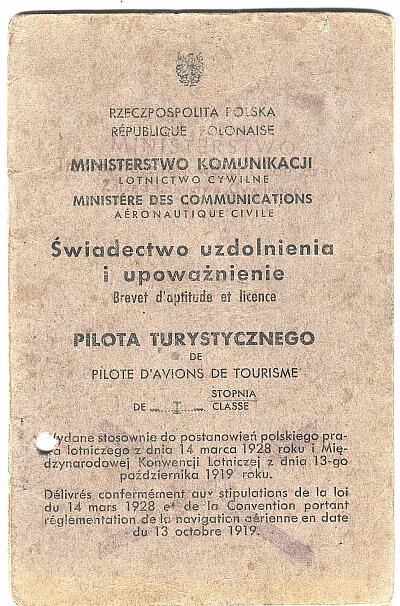 RZECZPOSPOLITA POLSKA
RÉPUBLIQUE POLONAISE
MINISTERSTWO
MINISTERSTWO KOMUNIKACJI
LOTNICTWO CYWILNE
MINISTÈRE DES COMMUNICATIONS
AÉRONAUTIQUE CIVILE
Świadectwo uzdolnienia
i upoważnienie
Brevet d'aptitude et licence
PILOTA TURYSTYCZNEGO
DE
PILOTE D'AVIONS DE TOURISME
STOPNIA
DE I CLASSE
Wydane stosownie do postanowień polskiego pra-
wa lotniczego z dnia 14 marca 1928 roku i Mię-
dzynarodowej Konwencji Lotniczej z dnia 13-go
października 1919 roku.
Délivrés confermément aux stipulations de la loi
du 14 mars 1928 et de la Convention portant
réglementation de la navigation aérienne en date
du 13 octobre 1919.